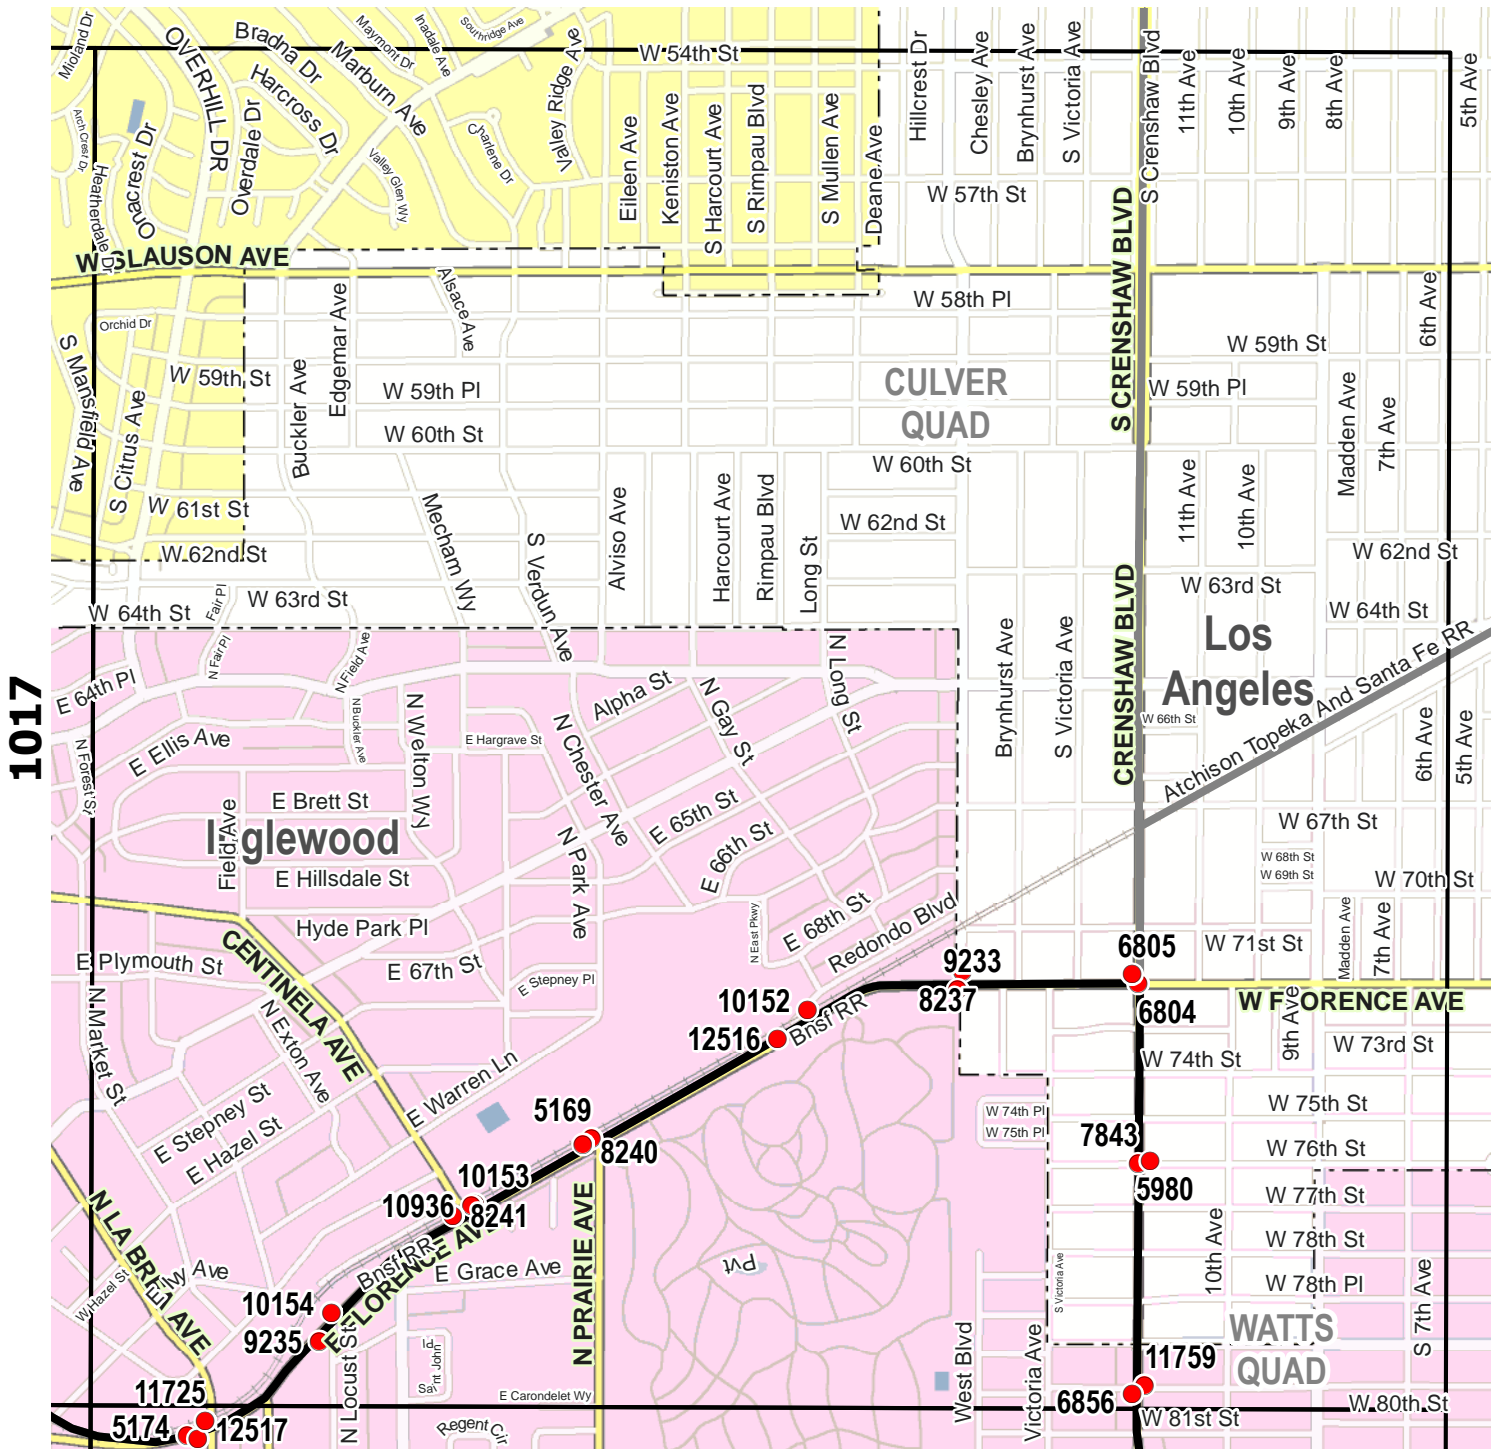 Mioland Dr
OVERHILL DR
Bradna Dr
Marburn Ave
Maymont Dr
Inadale Ave
Southridge Ave
W 54th St
Hillcrest Dr
Chesley Ave
Brynhurst Ave
S Victoria Ave
S Crenshaw Blvd
11th Ave
10th Ave
9th Ave
8th Ave
5th Ave
Harcross Dr
Overdale Dr
Onacrest Dr
Arch Crest Dr
Heatherdale Dr
Valley Glen Wy
Charlene Dr
Valley Ridge Ave
Eileen Ave
Keniston Ave
S Harcourt Ave
S Rimpau Blvd
S Mullen Ave
Deane Ave
W 57th St
W SLAUSON AVE
Alsace Ave
W 58th Pl
S CRENSHAW BLVD
6th Ave
Orchid Dr
Edgemar Ave
W 59th St
S Mansfield Ave
S Citrus Ave
W 59th St
Buckler Ave
W 59th Pl
CULVER
QUAD
W 59th Pl
Madden Ave
7th Ave
W 60th St
W 60th St
W 61st St
Mecham Wy
S Verdun Ave
Alviso Ave
Harcourt Ave
Rimpau Blvd
Long St
W 62nd St
11th Ave
10th Ave
W 62nd St
W 62nd St
W 63rd St
W 63rd St
W 64th St
W 64th St
Fair Pl
N Fair Pl
N Field Ave
CRENSHAW BLVD
Los
Angeles
Atchison Topeka And Santa Fe RR
Brynhurst Ave
S Victoria Ave
W 66th St
6th Ave
5th Ave
1017
E 64th Pl
E Ellis Ave
N Forest St
N Buckler Ave
N Welton Wy
E Hargrave St
Alpha St
N Gay St
N Long St
N Chester Ave
E Brett St
Inglewood
Field Ave
E Hillsdale St
E 65th St
E 66th St
N Park Ave
W 67th St
W 68th St
W 69th St
W 70th St
Hyde Park Pl
N East Pkwy
E 68th St
Redondo Blvd
W 71st St
Madden Ave
7th Ave
CENTINELA AVE
E Plymouth St
E 67th St
E Stepney Pl
9233
6805
8237
6804
W FLORENCE AVE
10152
12516
Bnsf RR
N Market St
N Exton Ave
E Warren Ln
9th Ave
W 73rd St
W 74th St
E Stepney St
E Hazel St
W 74th Pl
W 75th Pl
W 75th St
5169
8240
7843
W 76th St
5980
10153
10936
8241
N LA BREA AVE
N PRAIRIE AVE
W 77th St
W 78th St
10th Ave
W 78th Pl
S Victoria Ave
Pvt
W Hazel St
E Ivy Ave
Bnsf RR
E FLORENCE AVE
E Grace Ave
10154
9235
N Locust St
West Blvd
Victoria Ave
WATTS
QUAD
S 7th Ave
11759
6856
W 80th St
W 81st St
E Carondelet Wy
Regent Cir
11725
5174
12517